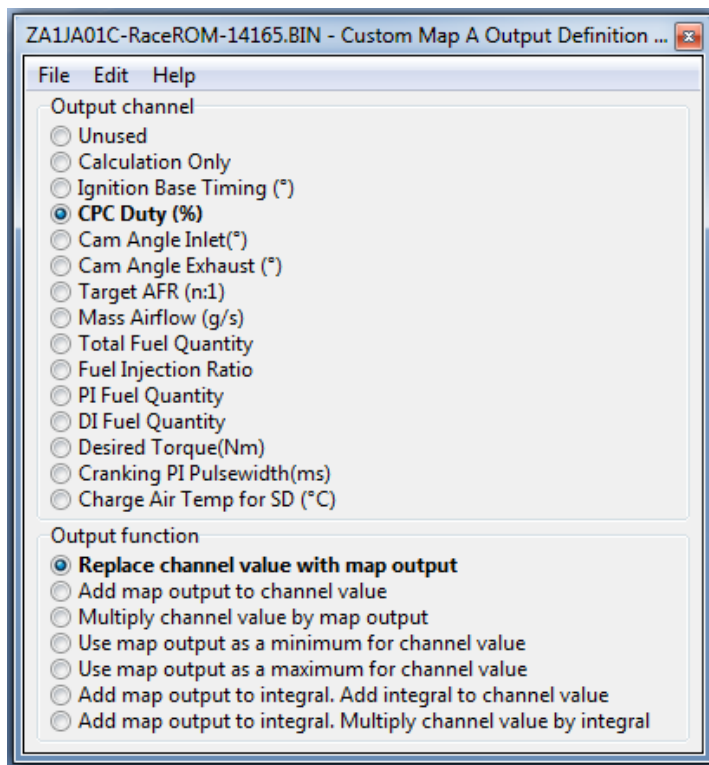 ZA1JA01C-RaceROM-14165.BIN - Custom Map A Output Definition ...
File Edit Help
Output channel
Unused
Calculation Only
Ignition Base Timing (°)
CPC Duty (%)
Cam Angle Inlet(°)
Cam Angle Exhaust (°)
Target AFR (n:1)
Mass Airflow (g/s)
Total Fuel Quantity
Fuel Injection Ratio
PI Fuel Quantity
DI Fuel Quantity
Desired Torque(Nm)
Cranking PI Pulsewidth(ms)
Charge Air Temp for SD (°C)
Output function
Replace channel value with map output
Add map output to channel value
Multiply channel value by map output
Use map output as a minimum for channel value
Use map output as a maximum for channel value
Add map output to integral. Add integral to channel value
Add map output to integral. Multiply channel value by integral